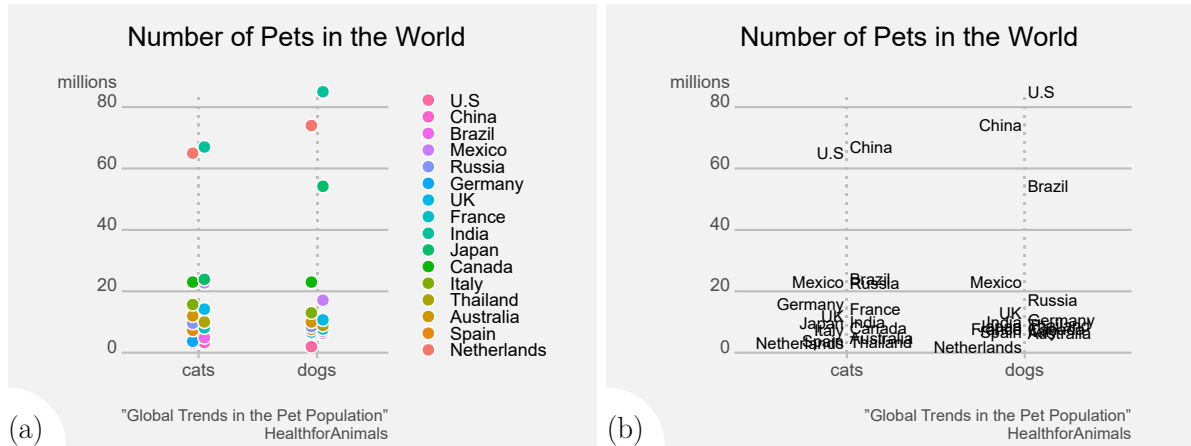 Number of Pets in the World
millions
80
60
40
20
0
cats
dogs
U.S
China
Brazil
Mexico
Russia
Germany
UK
France
India
Japan
Canada
Italy
Thailand
Australia
Spain
Netherlands
"Global Trends in the Pet Population"
HealthforAnimals
(a)
Number of Pets in the World
millions
80
60
40
20
0
U.S
China
Brazil
Mexico
Russia
Germany
UK
France
India
Japan
Canada
Italy
Spain
Australia
Thailand
Netherlands
U.S
China
Brazil
Mexico
Russia
UK
Germany
India
Spain
Australia
Netherlands
cats
dogs
"Global Trends in the Pet Population"
HealthforAnimals
(b)